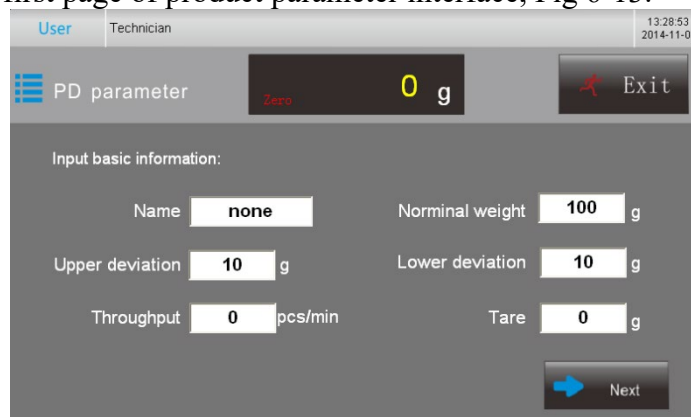 first page of product parameter interface, Fig 6-15.
User Technician 13:28:53
2014-11-0
PD parameter Zero 0 g Exit
Input basic information:
Name none Norminal weight 100 g
Upper deviation 10 g Lower deviation 10 g
Throughput 0 pcs/min Tare 0 g
Next